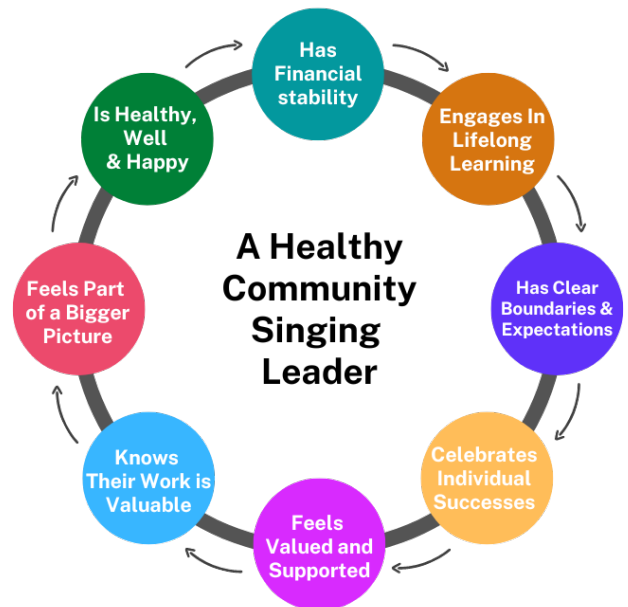 Has
Financial
stability
Engages In
Lifelong
Learning
Has Clear
Boundaries &
Expectations
Celebrates
Individual
Successes
Feels
Valued and
Supported
Knows
Their Work is
Valuable
Feels Part
of a Bigger
Picture
Is Healthy,
Well
& Happy
A Healthy
Community
Singing
Leader